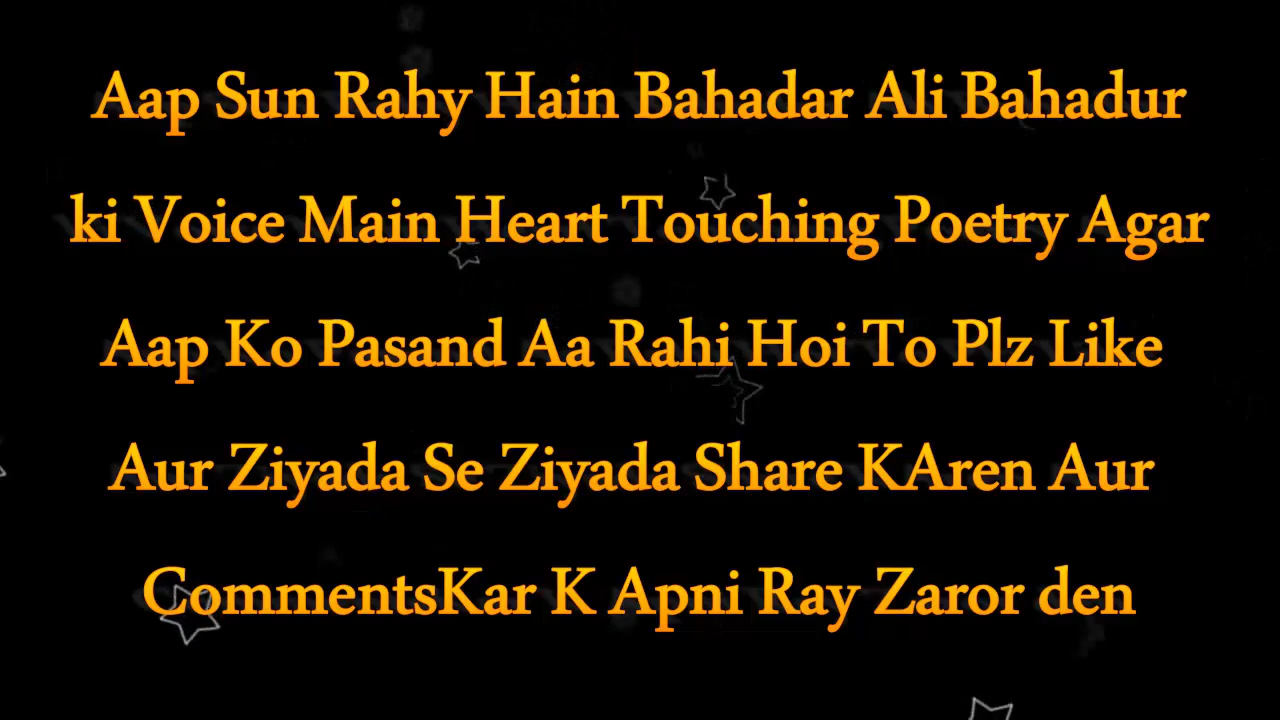 Aap Sun Rahy Hain Bahadar Ali Bahadur
ki Voice Main Heart Touching Poetry Agar
Aap Ko Pasand Aa Rahi Hoi To Plz Like
Aur Ziyada Se Ziyada Share KAren Aur
CommentsKar K Apni Ray Zaror den